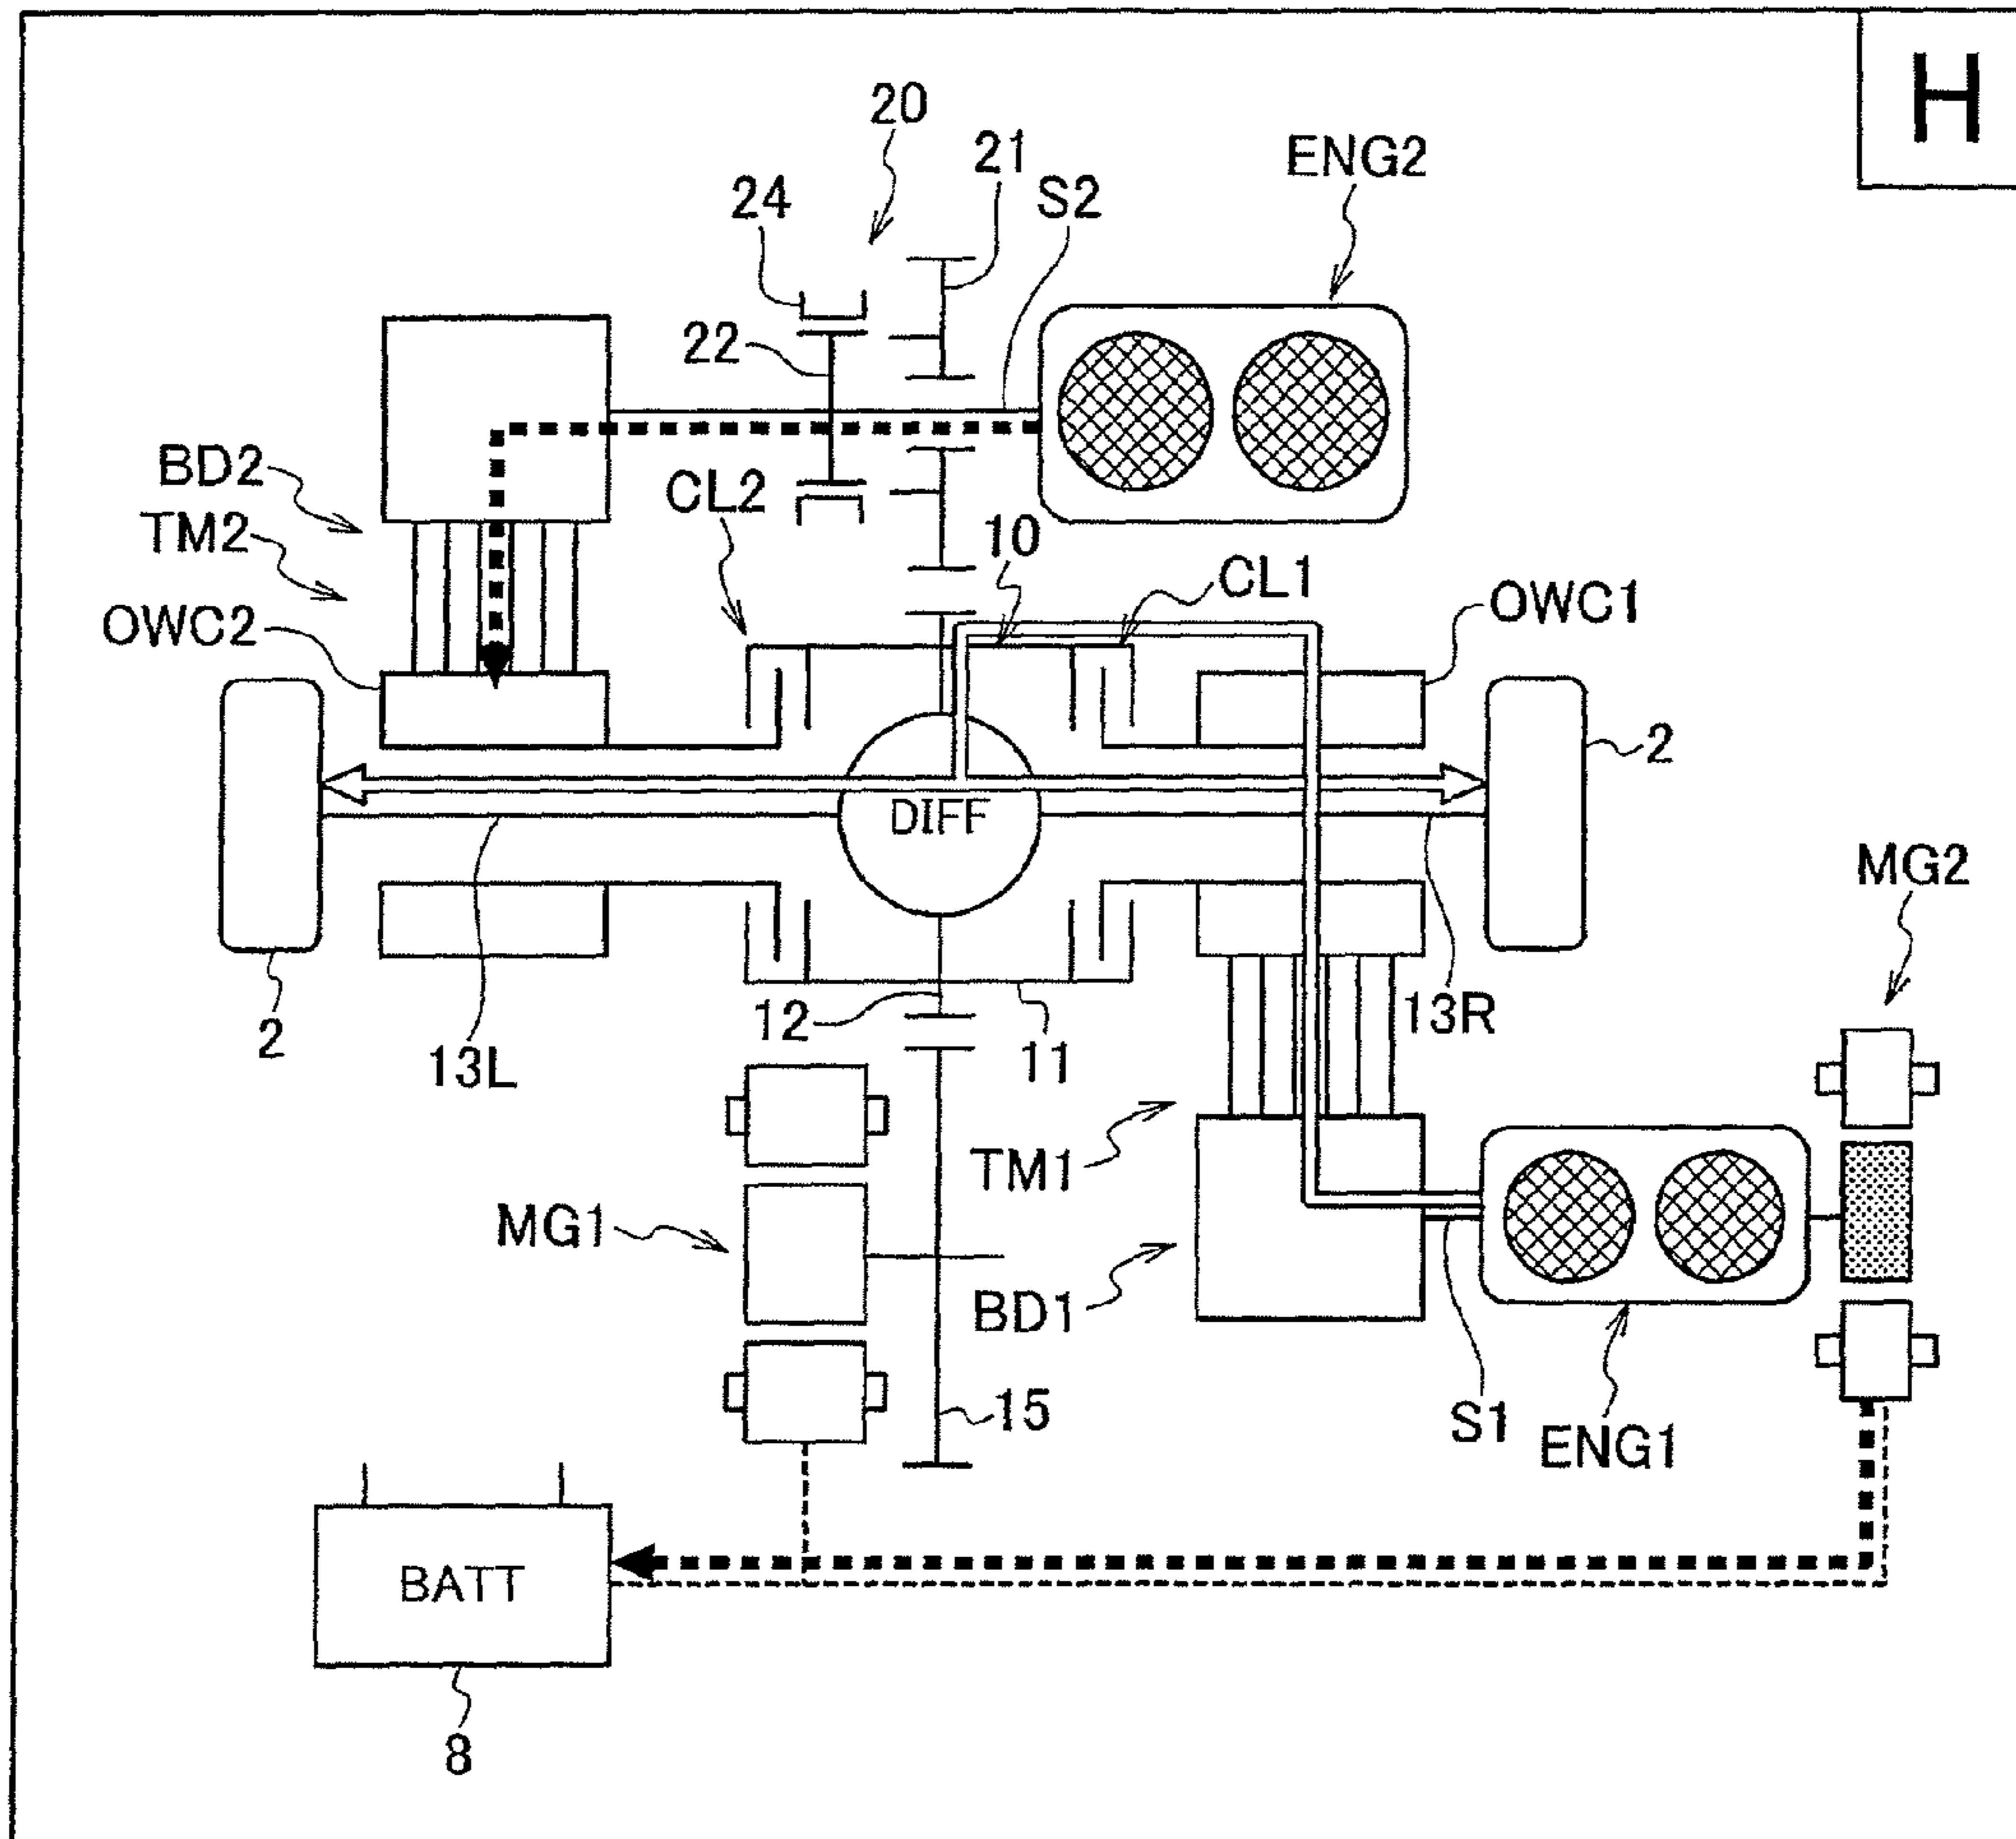 H
20
21
ENG2
24
S2
22
BD2
CL2
TM2
10
CL1
OWC2
OWC1
2
DIFF
MG2
12
13R
2
13L
11
TM1
MG1
BD1
15
S1
ENG1
BATT
8